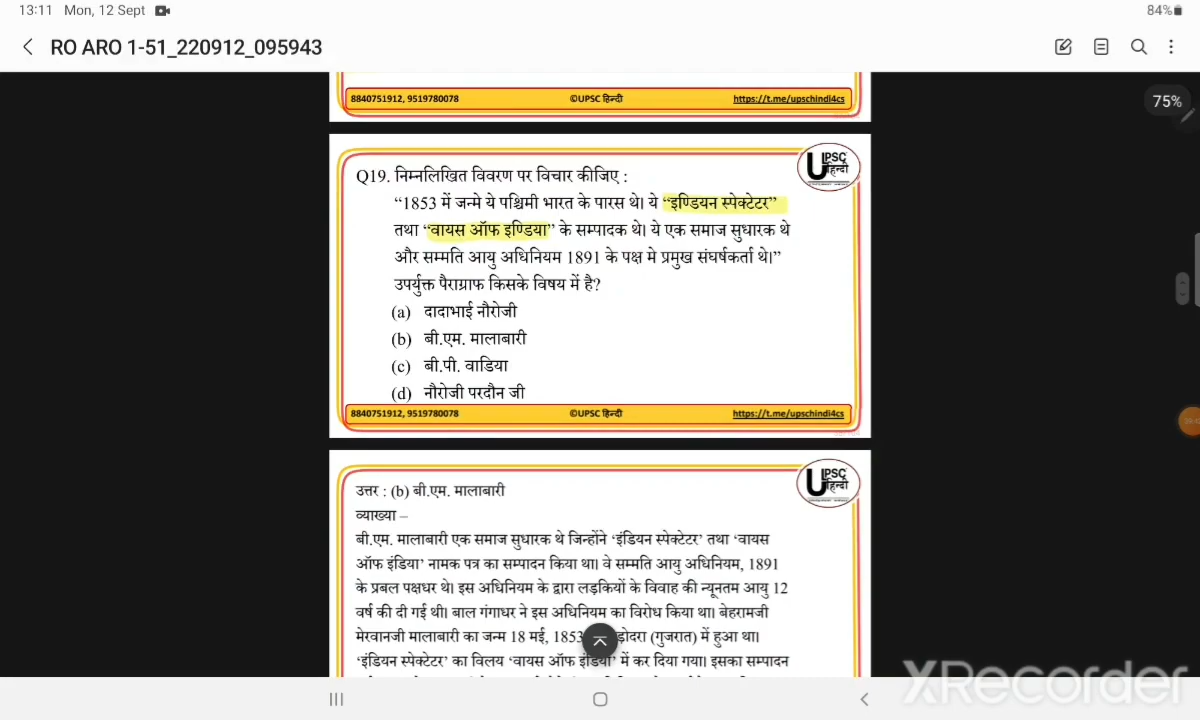 13:11 Mon, 12 Sept
84%
RO ARO 1-51_220912_095943
75%
8840751912, 9519780078 ©UPSC हिन्दी https://t.me/upschindi4cs
UPSC हिन्दी
Q19. निम्नलिखित विवरण पर विचार कीजिए :
“1853 में जन्मे ये पश्चिमी भारत के पारस थे। ये “इण्डियन स्पेक्टेटर”
तथा “वायस ऑफ इण्डिया” के सम्पादक थे। ये एक समाज सुधारक थे
और सम्मति आयु अधिनियम 1891 के पक्ष मे प्रमुख संघर्षकर्ता थे।”
उपर्युक्त पैराग्राफ किसके विषय में है?
(a) दादाभाई नौरोजी
(b) बी.एम. मालाबारी
(c) बी.पी. वाडिया
(d) नौरोजी परदौन जी
8840751912, 9519780078 ©UPSC हिन्दी https://t.me/upschindi4cs
UPSC हिन्दी
उत्तर : (b) बी.एम. मालाबारी
व्याख्या –
बी.एम. मालाबारी एक समाज सुधारक थे जिन्होंने ‘इंडियन स्पेक्टेटर’ तथा ‘वायस
ऑफ इंडिया’ नामक पत्र का सम्पादन किया था। वे सम्मति आयु अधिनियम, 1891
के प्रबल पक्षधर थे। इस अधिनियम के द्वारा लड़कियों के विवाह की न्यूनतम आयु 12
वर्ष की दी गई थी। बाल गंगाधर ने इस अधिनियम का विरोध किया था। बेहरामजी
मेरवानजी मालाबारी का जन्म 18 मई, 1853 (गुजरात) में हुआ था।
‘इंडियन स्पेक्टेटर’ का विलय ‘वायस ऑफ इंडिया’ में कर दिया गया। इसका सम्पादन
XRecorder